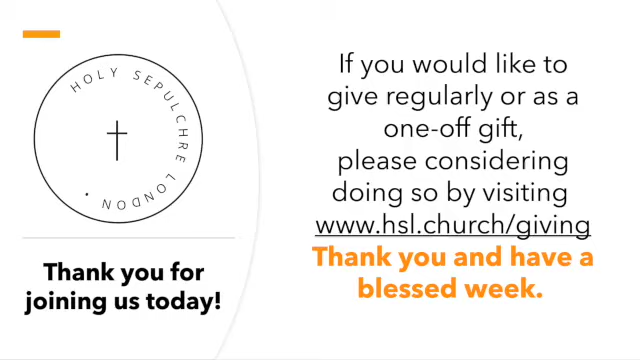 HOLY SEPULCHRE LONDON •
Thank you for
joining us today!
If you would like to
give regularly or as a
one-off gift,
please considering
doing so by visiting
www.hsl.church/giving
Thank you and have a
blessed week.